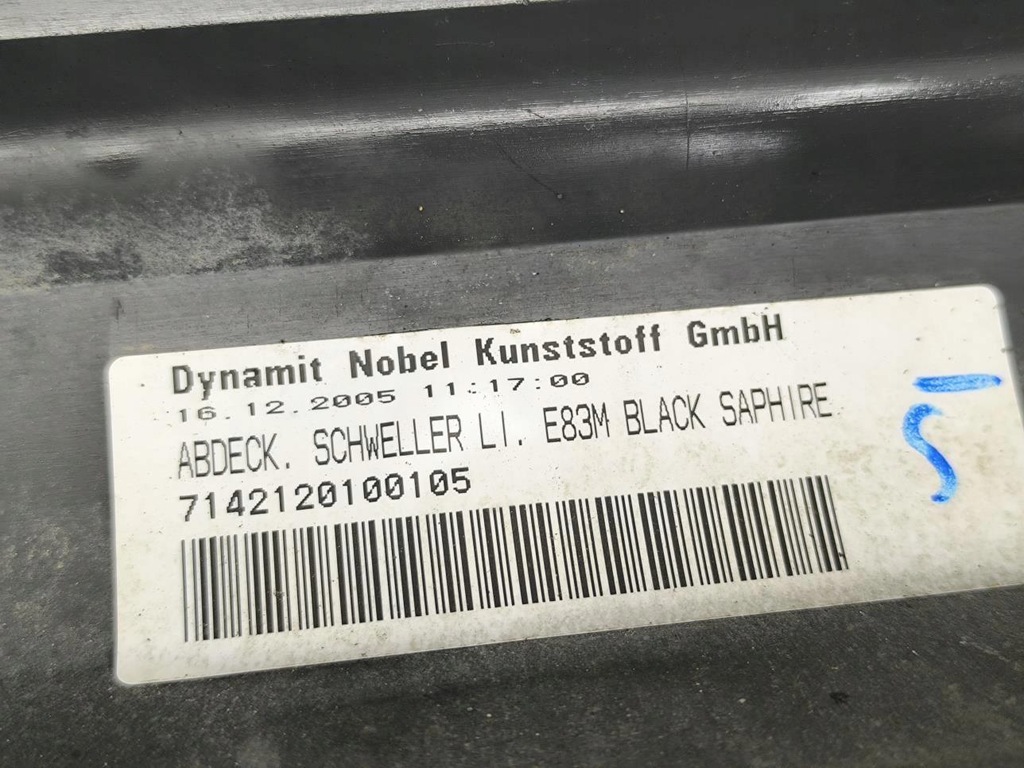 Dynamit Nobel Kunststoff GmbH
16.12.2005 11:17:00
ABDECK. SCHWELLER LI. E83M BLACK SAPHIRE
7142120100105